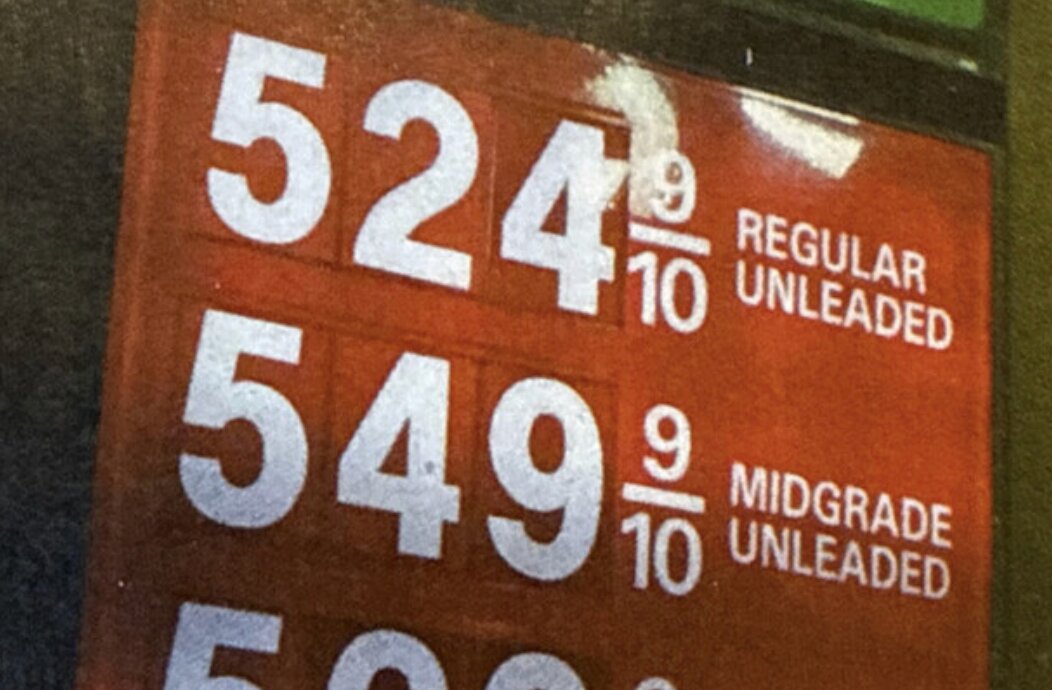 524 9/10 REGULAR UNLEADED
549 9/10 MIDGRADE UNLEADED